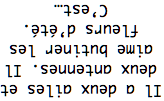 Il a deux ailes et
deux antennes. Il
aime butiner les
fleurs d'été.
C'est…